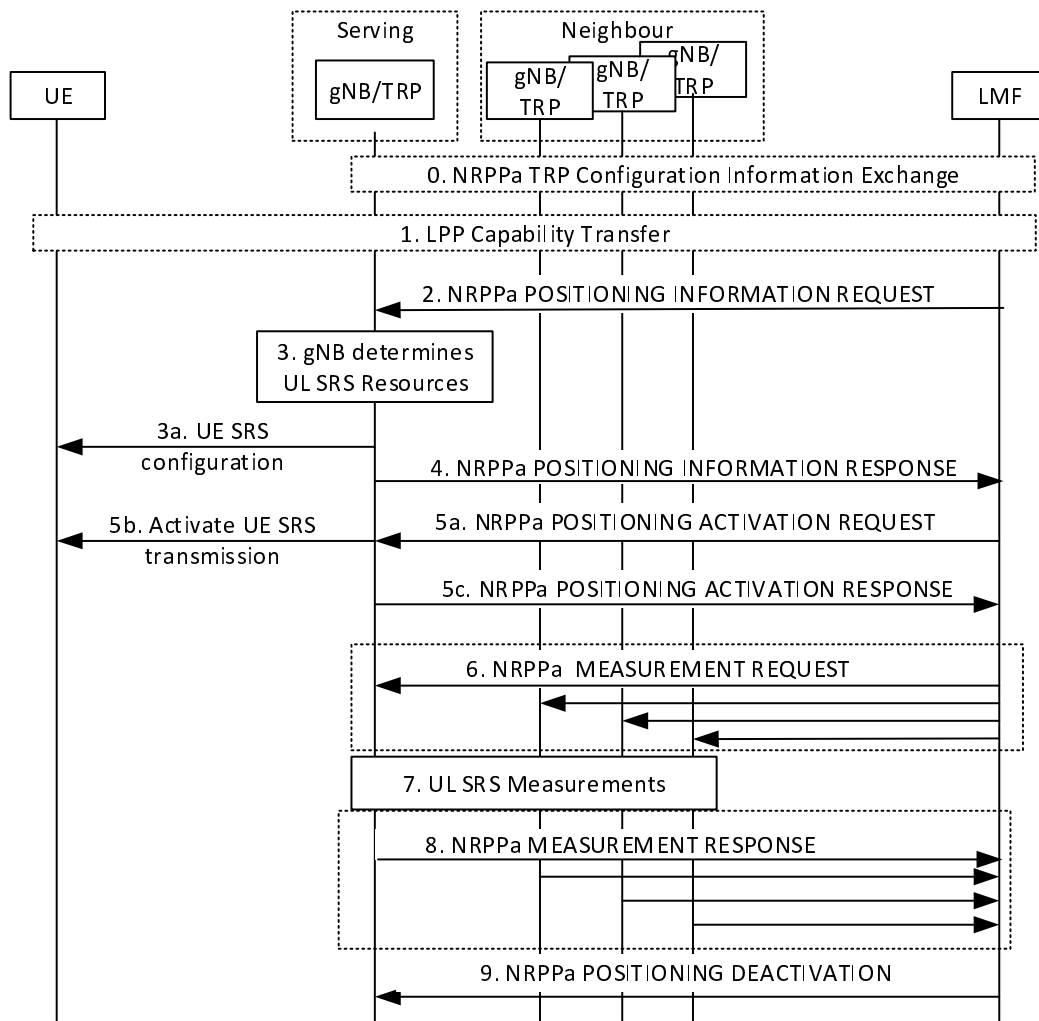 Serving
Neighbour
UE
gNB/TRP
gNB/
TRP
gNB/
TRP
gNB/
TRP
LMF
0. NRPPa TRP Configuration Information Exchange
1. LPP Capability Transfer
2. NRPPa POSITIONING INFORMATION REQUEST
3. gNB determines
UL SRS Resources
3a. UE SRS
configuration
4. NRPPa POSITIONING INFORMATION RESPONSE
5b. Activate UE SRS
transmission
5a. NRPPa POSITIONING ACTIVATION REQUEST
5c. NRPPa POSITIONING ACTIVATION RESPONSE
6. NRPPa  MEASUREMENT REQUEST
7. UL SRS Measurements
8. NRPPa MEASUREMENT RESPONSE
9. NRPPa POSITIONING DEACTIVATION